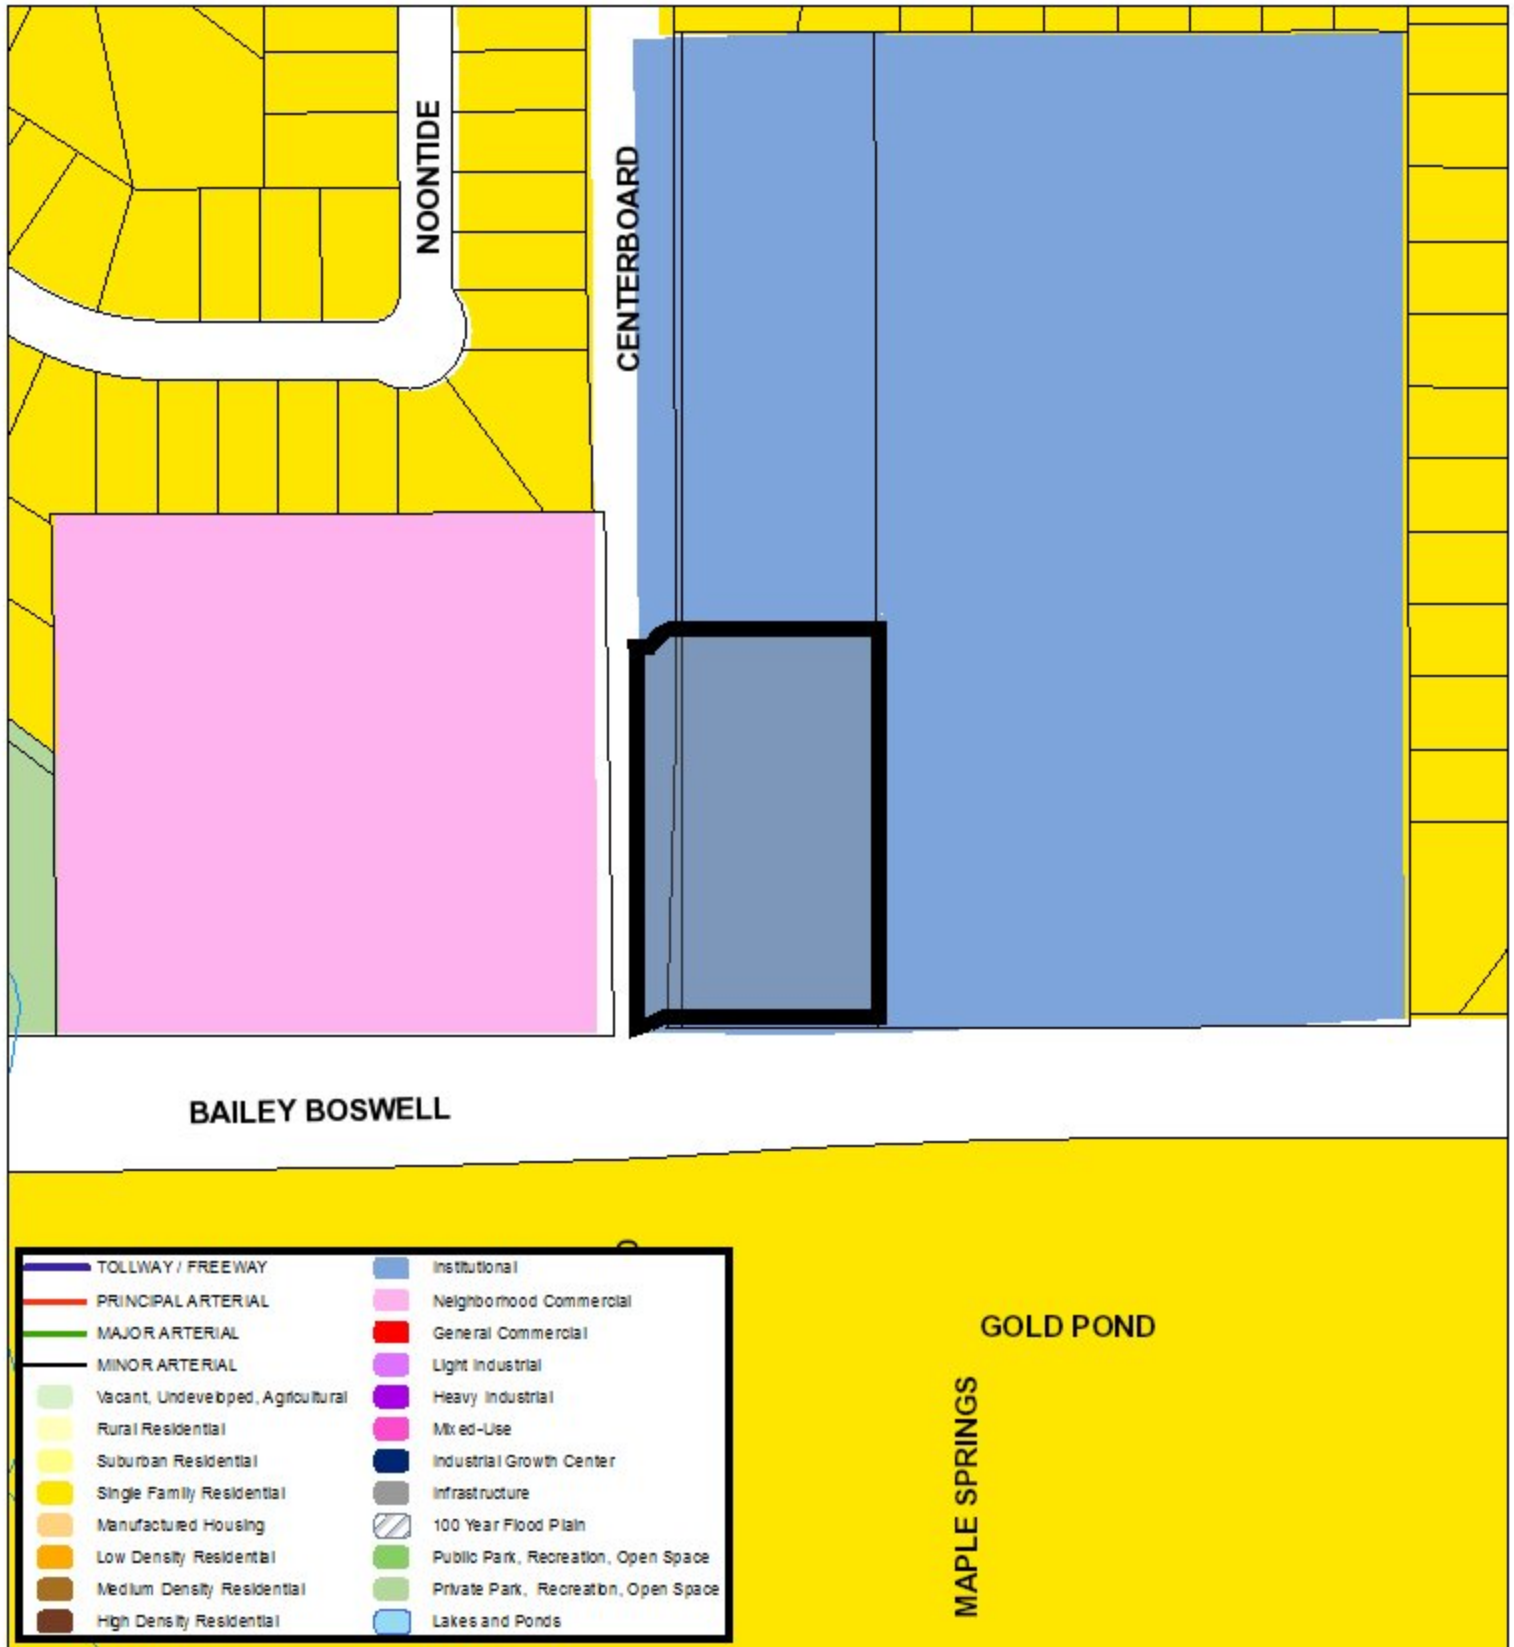 NOONTIDE
CENTERBOARD
BAILEY BOSWELL
GOLD POND
MAPLE SPRINGS
TOLLWAY / FREEWAY
PRINCIPAL ARTERIAL
MAJOR ARTERIAL
MINOR ARTERIAL
Vacant, Undeveloped, Agricultural
Rural Residential
Suburban Residential
Single Family Residential
Manufactured Housing
Low Density Residential
Medium Density Residential
High Density Residential
Institutional
Neighborhood Commercial
General Commercial
Light Industrial
Heavy Industrial
Mixed-Use
Industrial Growth Center
Infrastructure
100 Year Flood Plain
Public Park, Recreation, Open Space
Private Park, Recreation, Open Space
Lakes and Ponds